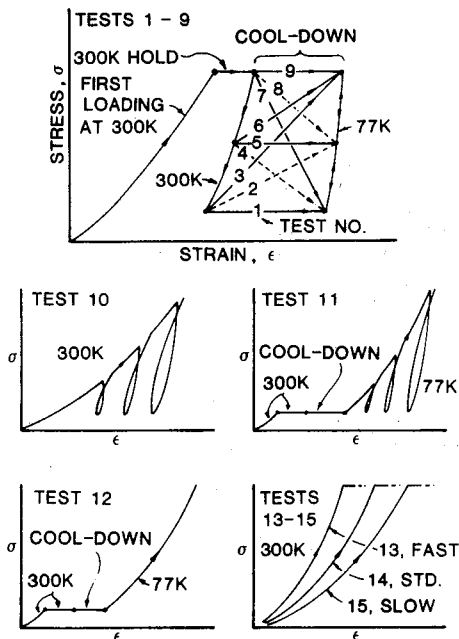 TESTS 1 - 9
COOL-DOWN
300K HOLD
9
FIRST
LOADING
AT 300K
7
8
6
5
4
77K
3
300K
2
1
TEST NO.
STRESS, σ
STRAIN, ϵ
TEST 10
300K
σ
ϵ
TEST 11
COOL-DOWN
300K
77K
σ
ϵ
TEST 12
COOL-DOWN
300K
77K
σ
ϵ
TESTS
13-15
300K
13, FAST
14, STD.
15, SLOW
σ
ϵ